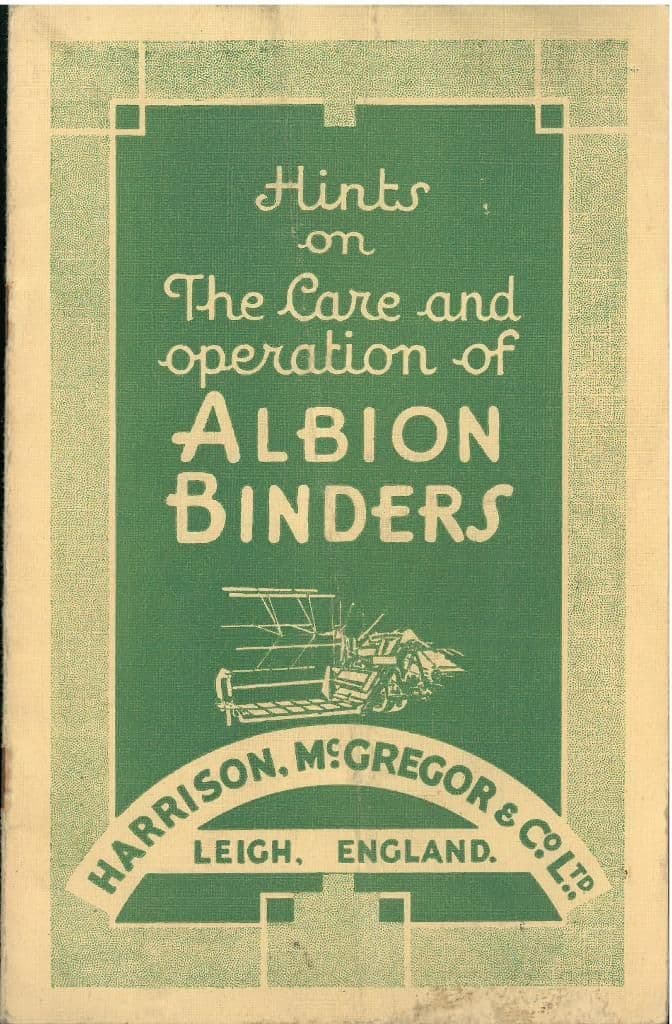 Hints
on
The Care and
operation of
ALBION
BINDERS
HARRISON, McGREGOR & Co. LTD.
LEIGH, ENGLAND.